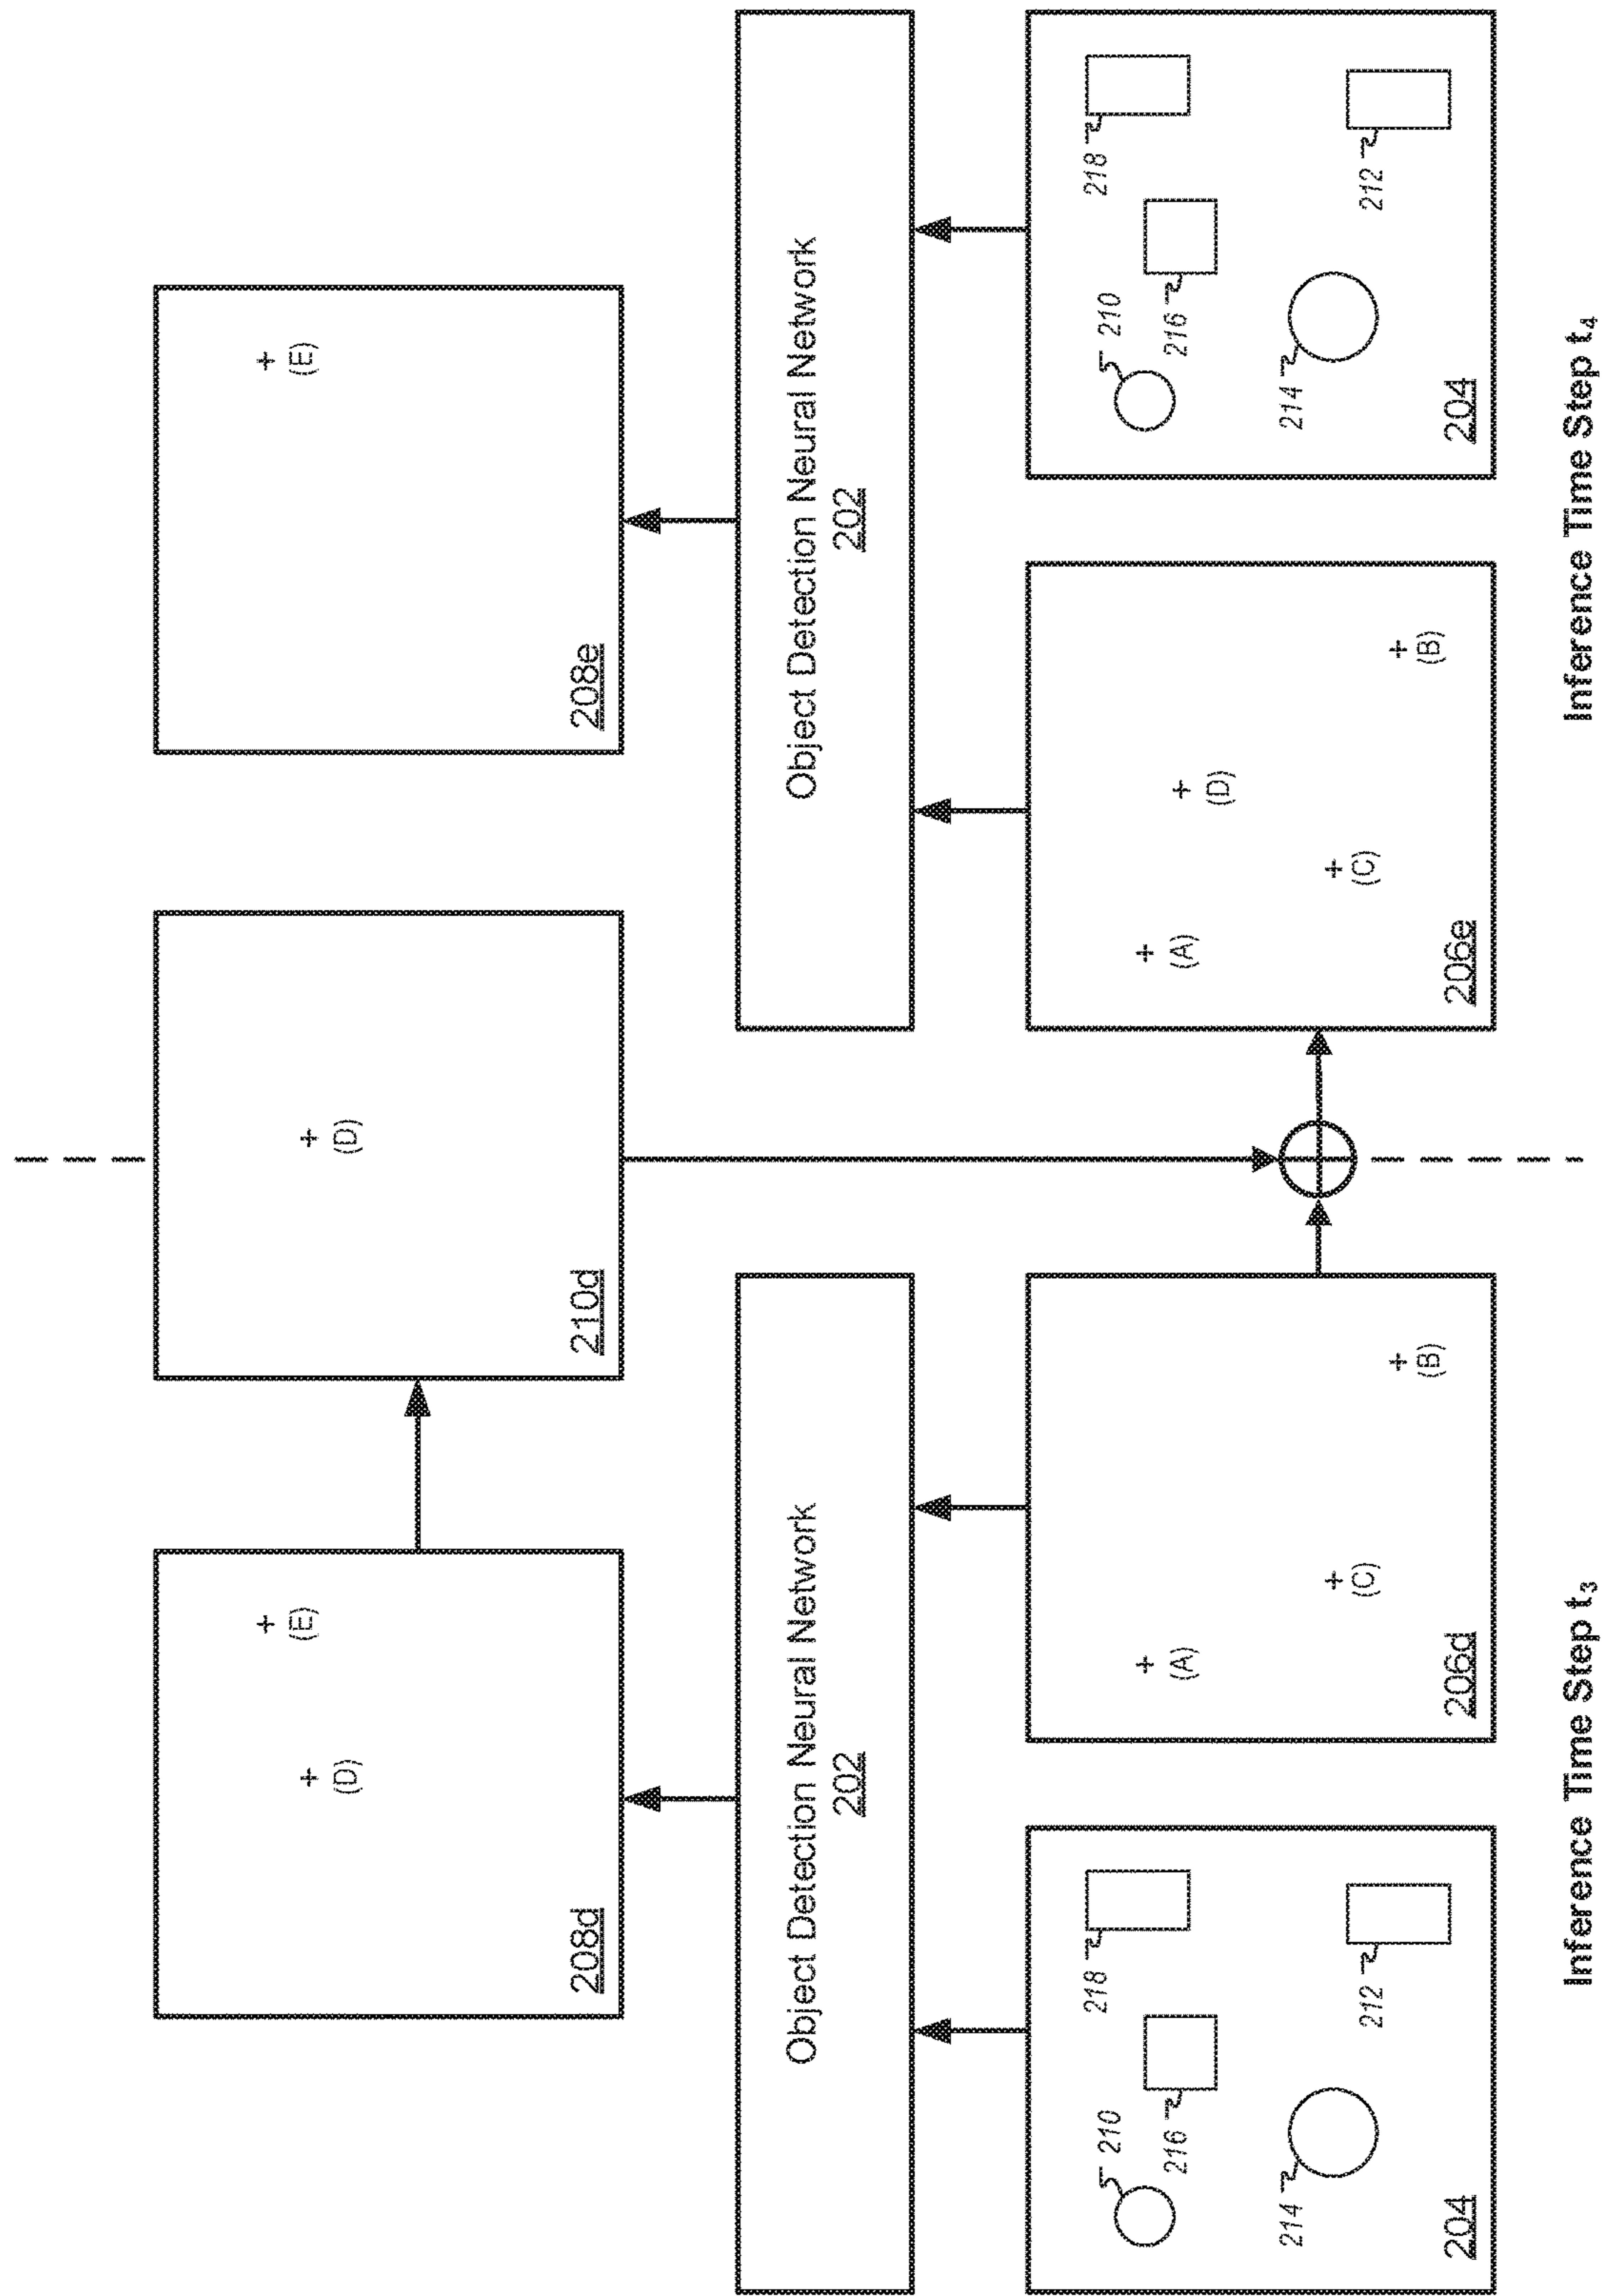 +
(D)
+
(E)
208d
+
(D)
210d
+
(E)
208e
Object Detection Neural Network
202
Object Detection Neural Network
202
210
218
216
214
212
204
+
(A)
+
(C)
+
(B)
206d
+
(A)
+
(D)
+
(C)
+
(B)
206e
210
218
216
214
212
204
Inference Time Step t₃
Inference Time Step t₄